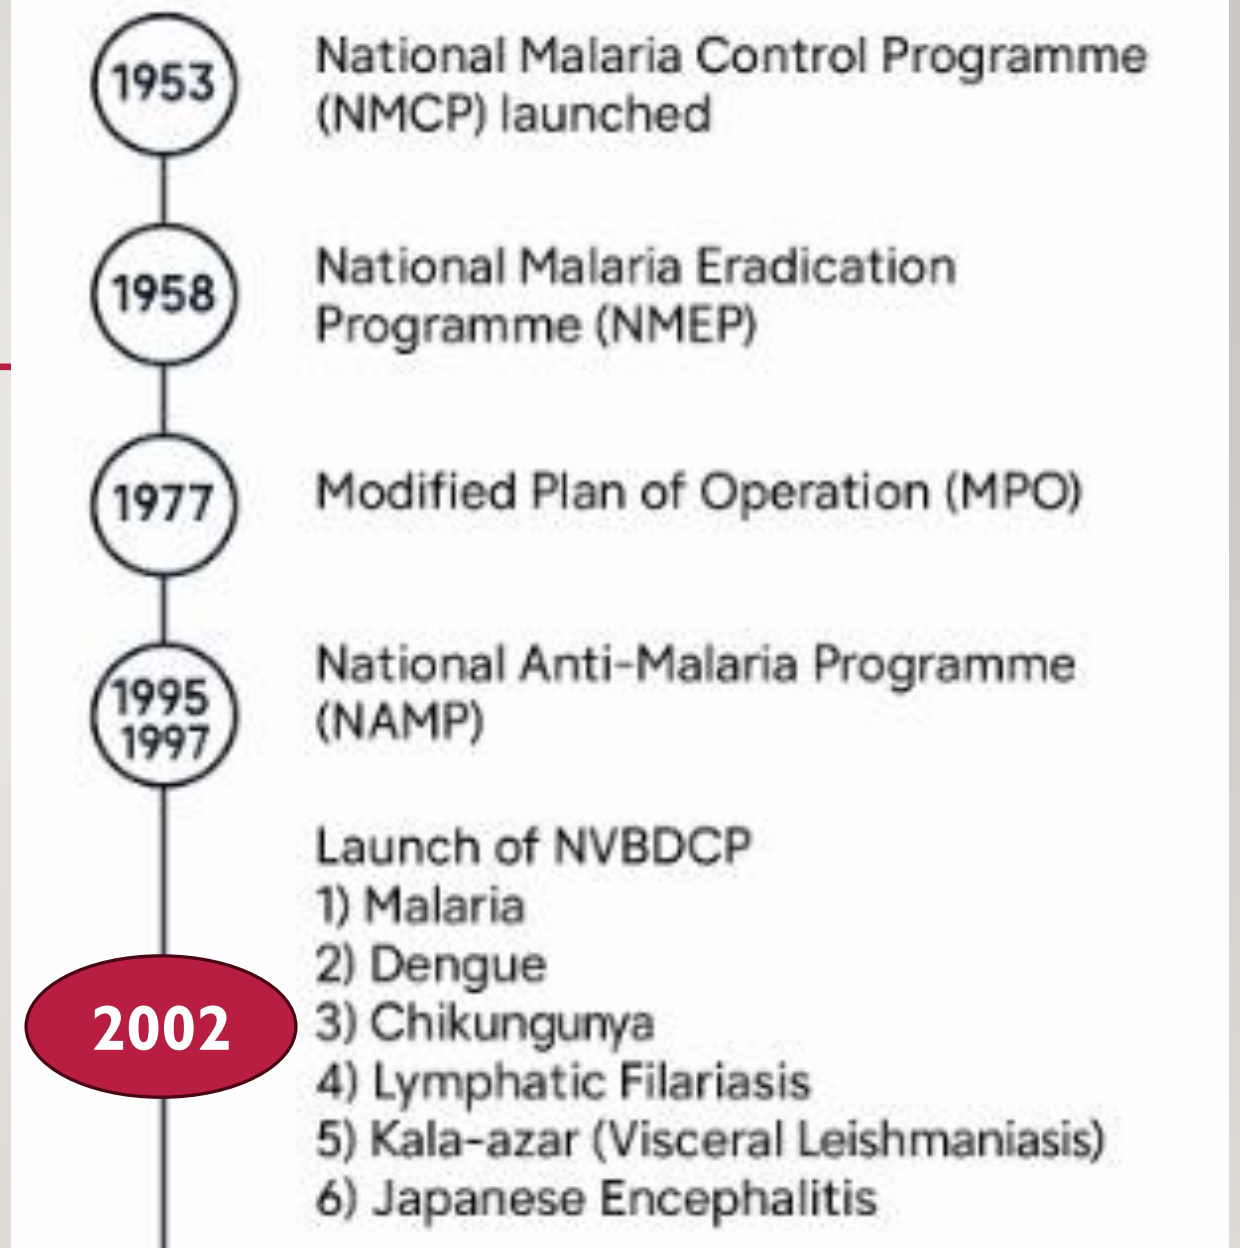 1953
National Malaria Control Programme
(NMCP) launched
1958
National Malaria Eradication
Programme (NMEP)
1977
Modified Plan of Operation (MPO)
1995
1997
National Anti-Malaria Programme
(NAMP)
2002
Launch of NVBDCP
1) Malaria
2) Dengue
3) Chikungunya
4) Lymphatic Filariasis
5) Kala-azar (Visceral Leishmaniasis)
6) Japanese Encephalitis